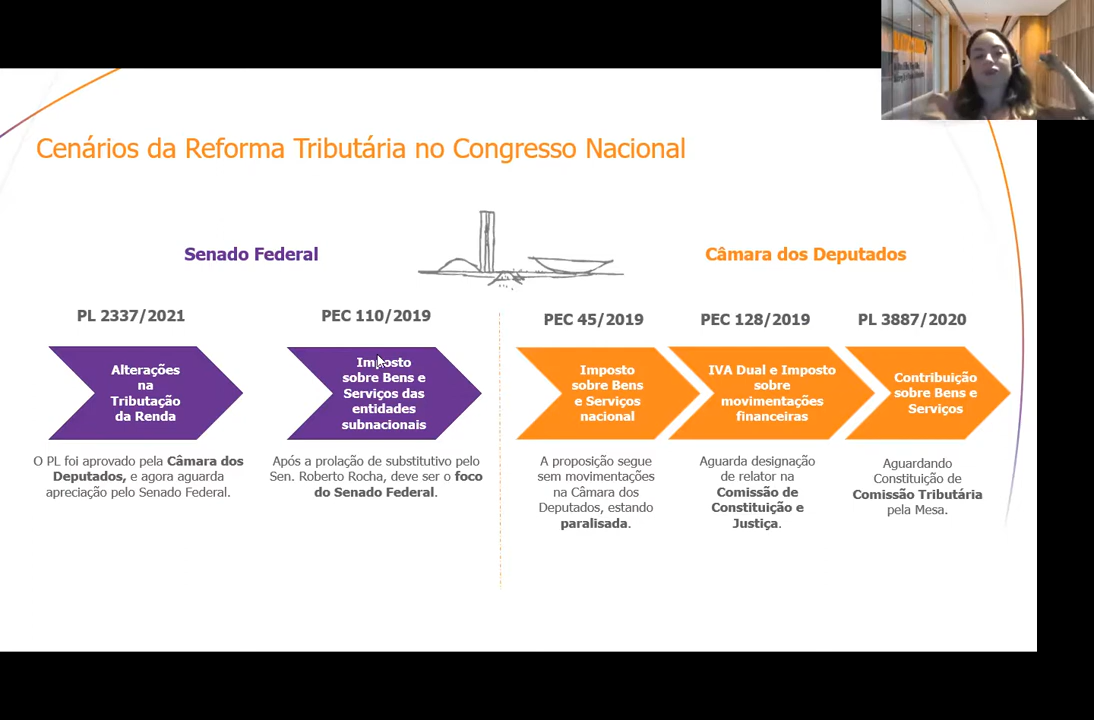 Cenários da Reforma Tributária no Congresso Nacional
Senado Federal
Câmara dos Deputados
PL 2337/2021
Alterações
na
Tributação
da Renda
O PL foi aprovado pela Câmara dos
Deputados, e agora aguarda
apreciação pelo Senado Federal.
PEC 110/2019
Imposto
sobre Bens e
Serviços das
entidades
subnacionais
Após a prolação de substitutivo pelo
Sen. Roberto Rocha, deve ser o foco
do Senado Federal.
PEC 45/2019
Imposto
sobre Bens
e Serviços
nacional
A proposição segue
sem movimentações
na Câmara dos
Deputados, estando
paralisada.
PEC 128/2019
IVA Dual e Imposto
sobre
movimentações
financeiras
Aguarda designação
de relator na
Comissão de
Constituição e
Justiça.
PL 3887/2020
Contribuição
sobre Bens e
Serviços
Aguardando
Constituição de
Comissão Tributária
pela Mesa.